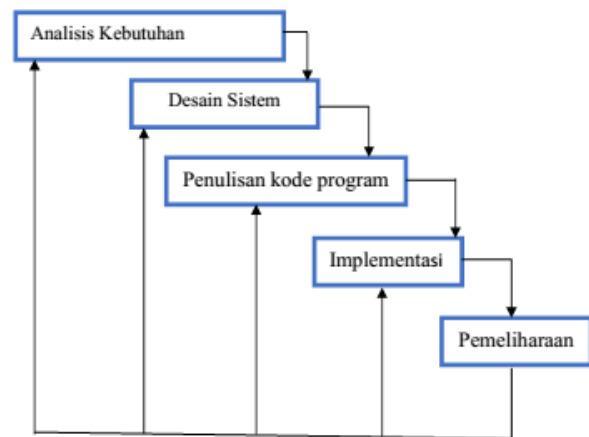 Analisis Kebutuhan
Desain Sistem
Penulisan kode program
Implementasi
Pemeliharaan